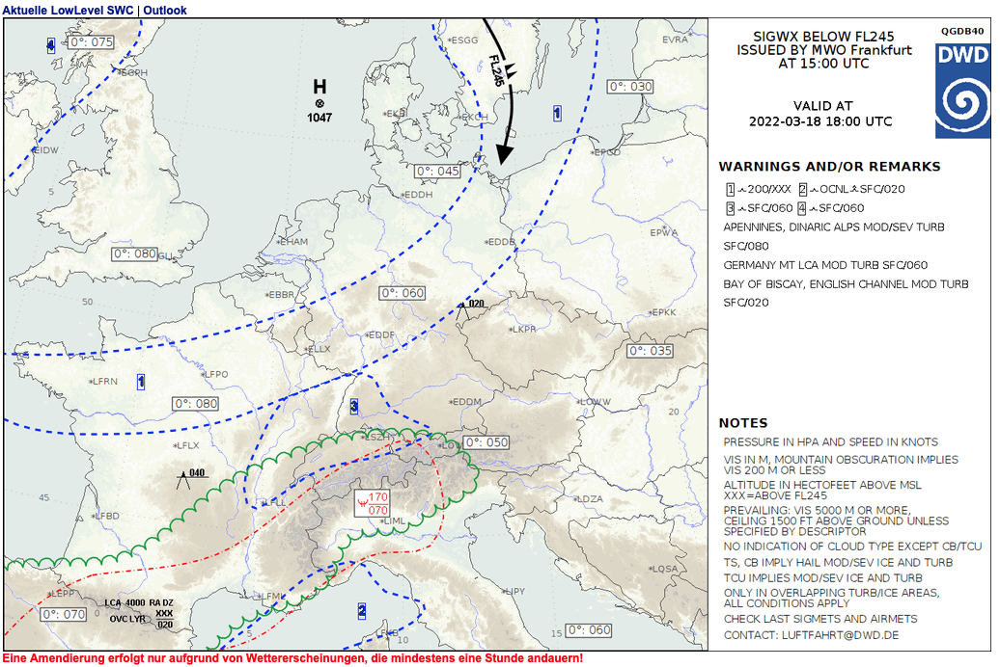 Aktuelle LowLevel SWC | Outlook
4
0°: 075
EGPH
H
1047
ESGG
FL245
EVRA
0°: 030
1
EKBI
EKCH
EIDW
EPGD
0°: 045
5
EDDH
0°: 080
EHAM
EDDB
EPWA
EBBR
0°: 060
50
020
EPKK
EDDF
LKPR
ELLX
0°: 035
LFPO
LFRN
1
0°: 080
3
EDDM
LOWW
20
LSZH
0°: 050
LFLX
040
170
070
45
LFLL
LDZA
LFBD
LIML
LEPP
LFML
LIPY
LQSA
LCA 4000 RA DZ
OVC LYR
XXX
020
0°: 070
0
2
5
10
15
0°: 060
SIGWX BELOW FL245
ISSUED BY MWO Frankfurt
AT 15:00 UTC
QGDB40
DWD
VALID AT
2022-03-18 18:00 UTC
WARNINGS AND/OR REMARKS
1 200/XXX 2 OCNL SFC/020
3 SFC/060 4 SFC/060
APENNINES, DINARIC ALPS MOD/SEV TURB
SFC/080
GERMANY MT LCA MOD TURB SFC/060
BAY OF BISCAY, ENGLISH CHANNEL MOD TURB
SFC/020
NOTES
PRESSURE IN HPA AND SPEED IN KNOTS
VIS IN M, MOUNTAIN OBSCURATION IMPLIES
VIS 200 M OR LESS
ALTITUDE IN HECTOFEET ABOVE MSL
XXX=ABOVE FL245
PREVAILING: VIS 5000 M OR MORE,
CEILING 1500 FT ABOVE GROUND UNLESS
SPECIFIED BY DESCRIPTOR
NO INDICATION OF CLOUD TYPE EXCEPT CB/TCU
TS, CB IMPLY HAIL MOD/SEV ICE AND TURB
TCU IMPLIES MOD/SEV ICE AND TURB
ONLY IN OVERLAPPING TURB/ICE AREAS,
ALL CONDITIONS APPLY
CHECK LAST SIGMETS AND AIRMETS
CONTACT: LUFTFAHRT@DWD.DE
Eine Amendierung erfolgt nur aufgrund von Wettererscheinungen, die mindestens eine Stunde andauern!